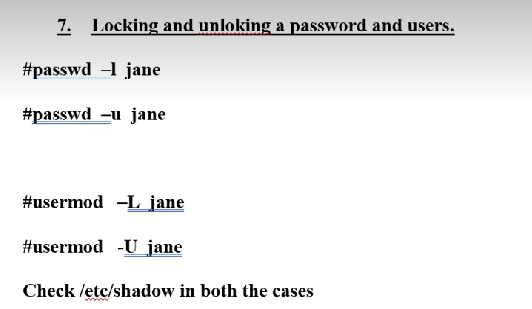 7. Locking and unloking a password and users.
#passwd –l jane
#passwd –u jane
#usermod –L jane
#usermod -U jane
Check /etc/shadow in both the cases